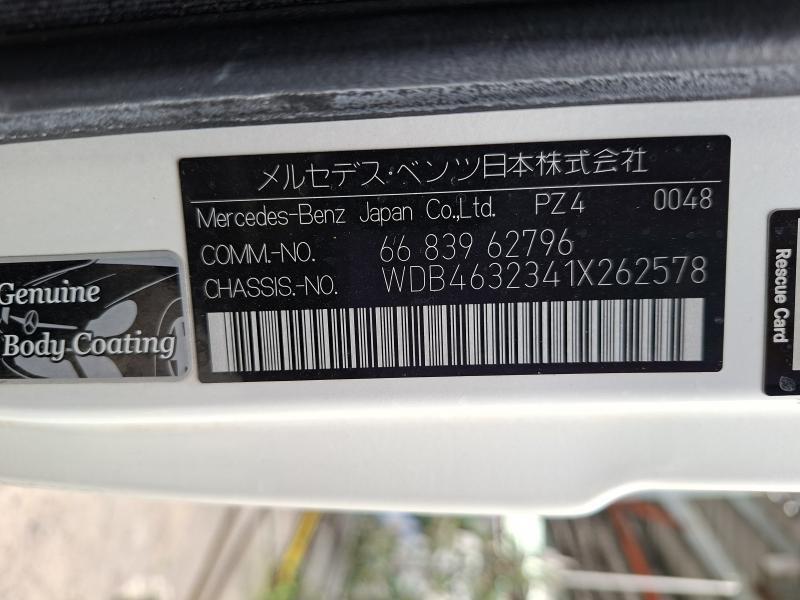 メルセデス・ベンツ日本株式会社
Mercedes-Benz Japan Co.,Ltd. PZ4 0048
COMM.-NO. 66 839 62796
CHASSIS.-NO. WDB4632341X262578
Genuine
Body Coating
Rescue Card